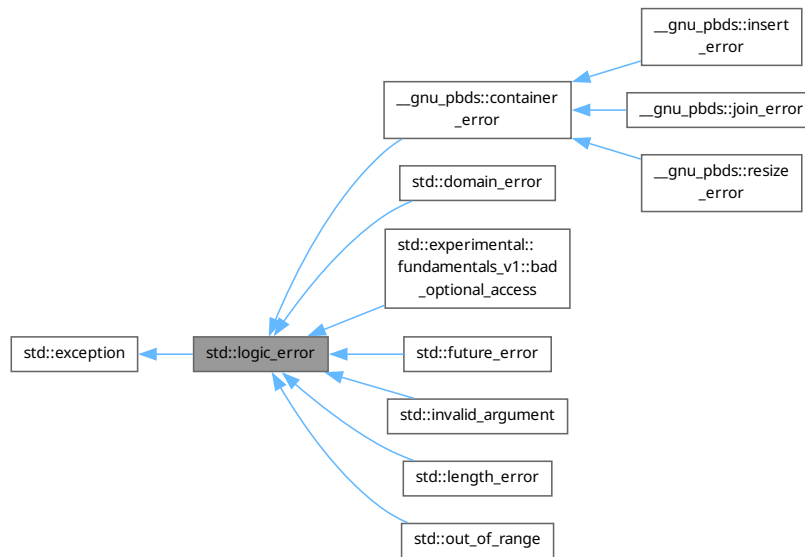 __gnu_pbds::insert
_error
__gnu_pbds::container
_error
__gnu_pbds::join_error
__gnu_pbds::resize
_error
std::domain_error
std::experimental::
fundamentals_v1::bad
_optional_access
std::exception
std::logic_error
std::future_error
std::invalid_argument
std::length_error
std::out_of_range